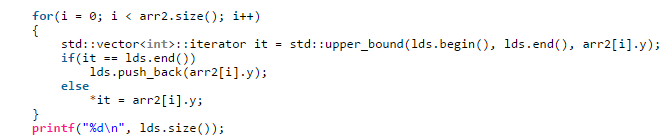 for(i = 0; i < arr2.size(); i++)
{
    std::vector<int>::iterator it = std::upper_bound(lds.begin(), lds.end(), arr2[i].y);
    if(it == lds.end())
        lds.push_back(arr2[i].y);
    else
        *it = arr2[i].y;
}
printf("%d\n", lds.size());